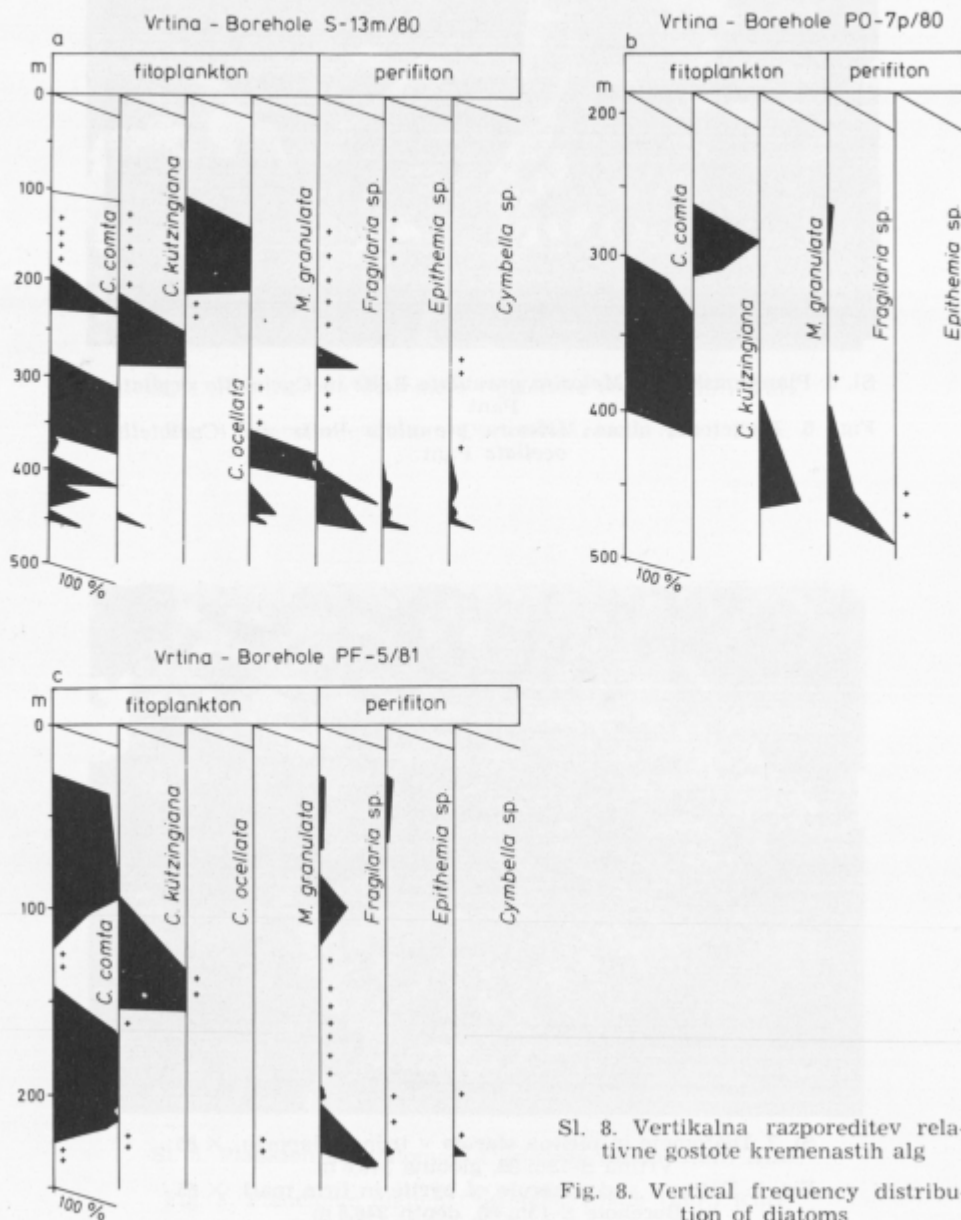 Vrtina - Borehole S-13m/80
a
m
fitoplankton
perifiton
0
100
200
300
400
500
100 %
C. comta
C. kützingiana
C. ocellata
M. granulata
Fragilaria sp.
Epithemia sp.
Cymbella sp.
Vrtina - Borehole PO-7p/80
b
m
fitoplankton
perifiton
200
300
400
500
100 %
C. comta
C. kützingiana
M. granulata
Fragilaria sp.
Epithemia sp.
Vrtina - Borehole PF-5/81
c
m
fitoplankton
perifiton
0
100
200
100 %
C. comta
C. kützingiana
C. ocellata
M. granulata
Fragilaria sp.
Epithemia sp.
Cymbella sp.
Sl. 8. Vertikalna razporeditev rela-
tivne gostote kremenastih alg
Fig. 8. Vertical frequency distribu-
tion of diatoms